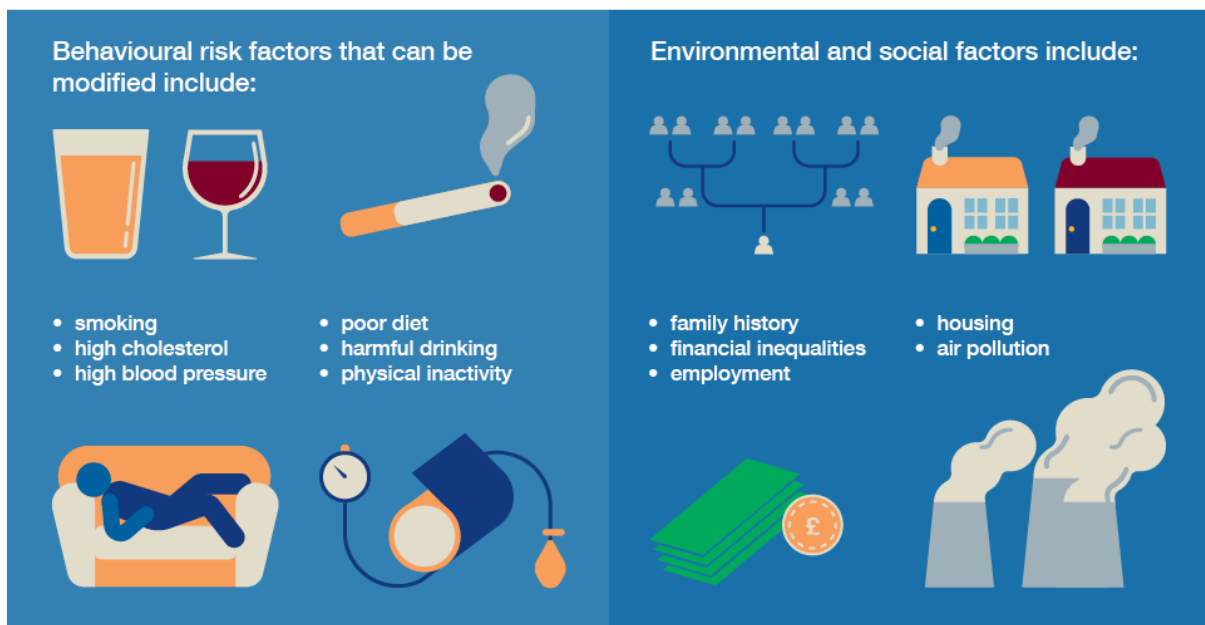 Behavioural risk factors that can be
modified include:
• smoking
• high cholesterol
• high blood pressure
• poor diet
• harmful drinking
• physical inactivity
Environmental and social factors include:
• family history
• financial inequalities
• employment
• housing
• air pollution
£